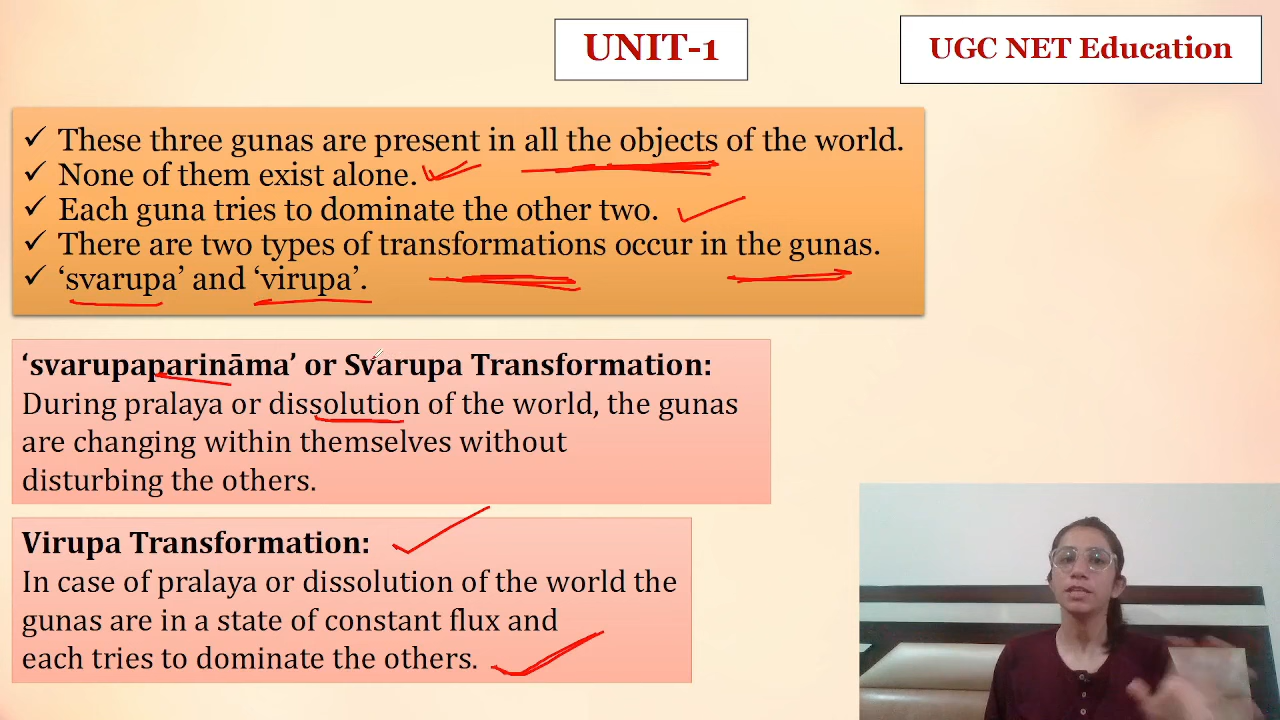 UNIT-1
UGC NET Education
✓ These three gunas are present in all the objects of the world.
✓ None of them exist alone.
✓ Each guna tries to dominate the other two.
✓ There are two types of transformations occur in the gunas.
✓ ‘svarupa’ and ‘virupa’.
‘svarupaparināma’ or Svarupa Transformation:
During pralaya or dissolution of the world, the gunas
are changing within themselves without
disturbing the others.
Virupa Transformation:
In case of pralaya or dissolution of the world the
gunas are in a state of constant flux and
each tries to dominate the others.